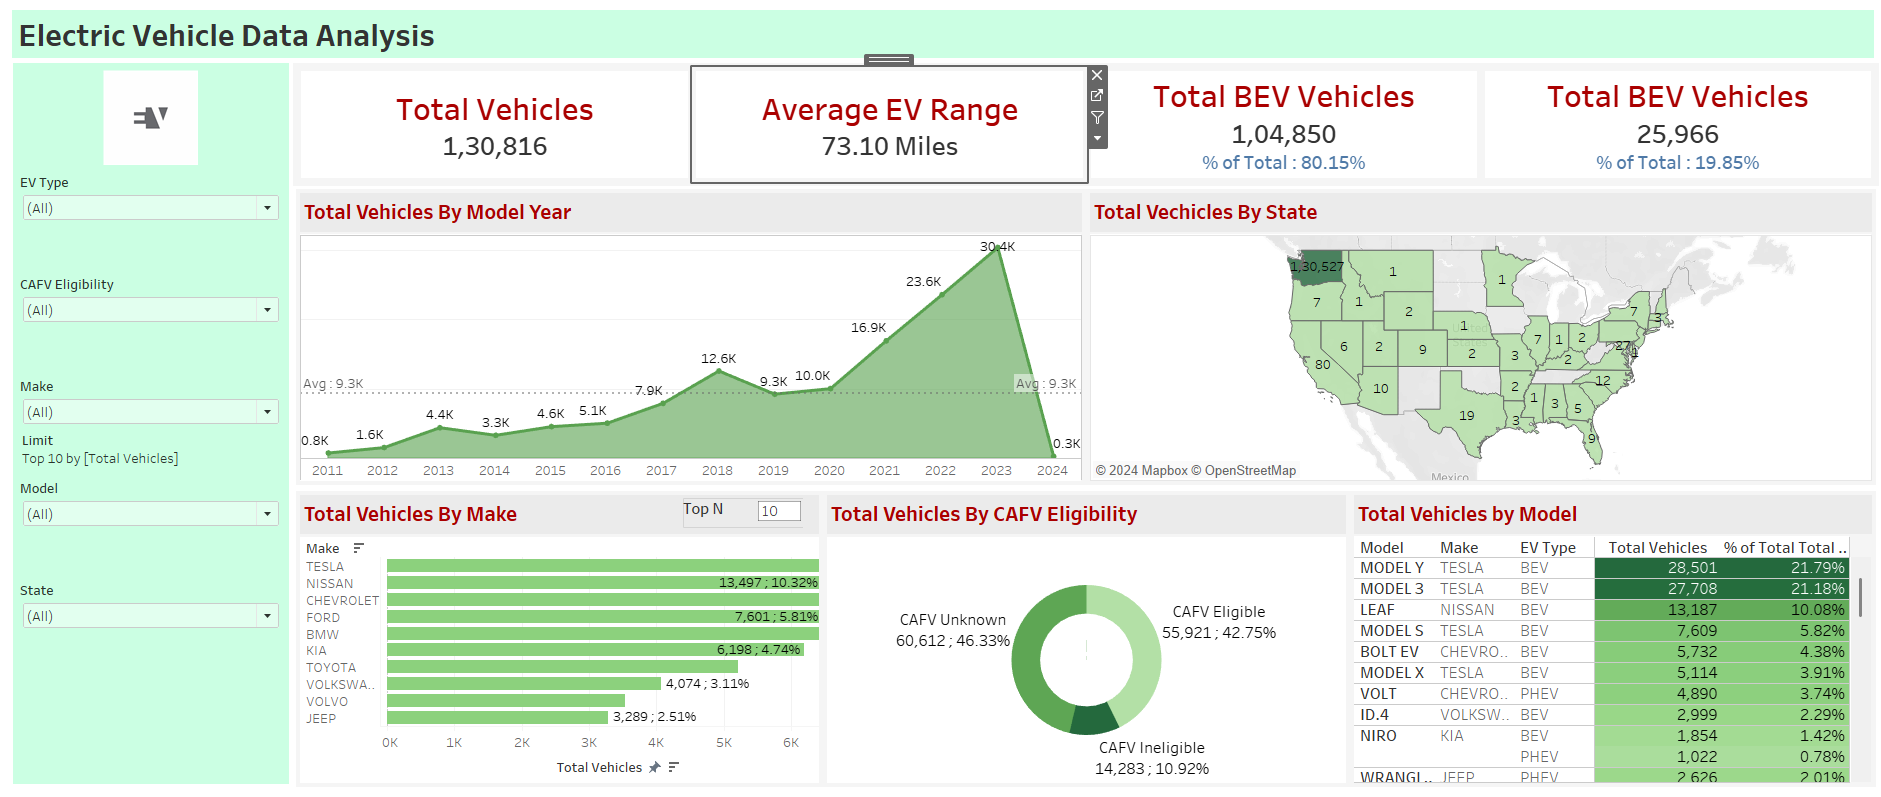 Electric Vehicle Data Analysis
EV
EV Type
(All)
CAFV Eligibility
(All)
Make
(All)
Limit
Top 10 by [Total Vehicles]
Model
(All)
State
(All)
Total Vehicles
1,30,816
Average EV Range
73.10 Miles
Total BEV Vehicles
1,04,850
% of Total : 80.15%
Total BEV Vehicles
25,966
% of Total : 19.85%
Total Vehicles By Model Year
30.4K
23.6K
16.9K
12.6K
9.3K
10.0K
7.9K
Avg : 9.3K
Avg : 9.3K
4.4K
3.3K
4.6K
5.1K
1.6K
0.8K
0.3K
2011 2012 2013 2014 2015 2016 2017 2018 2019 2020 2021 2022 2023 2024
Total Vechicles By State
1,30,527
1
1
7
1
2
7
3
1
6
2
9
2
3
7
1
2
27
1
80
2
10
12
2
19
3
1
3
5
9
United
States
Mexico
© 2024 Mapbox © OpenStreetMap
Total Vehicles By Make
Top N
10
Make
TESLA
NISSAN 13,497 ; 10.32%
CHEVROLET
FORD 7,601 ; 5.81%
BMW
KIA 6,198 ; 4.74%
TOYOTA
VOLKSWA.. 4,074 ; 3.11%
VOLVO
JEEP 3,289 ; 2.51%
0K 1K 2K 3K 4K 5K 6K
Total Vehicles
Total Vehicles By CAFV Eligibility
CAFV Unknown
60,612 ; 46.33%
CAFV Eligible
55,921 ; 42.75%
CAFV Ineligible
14,283 ; 10.92%
Total Vehicles by Model
Model Make EV Type Total Vehicles % of Total Total ..
MODEL Y TESLA BEV 28,501 21.79%
MODEL 3 TESLA BEV 27,708 21.18%
LEAF NISSAN BEV 13,187 10.08%
MODEL S TESLA BEV 7,609 5.82%
BOLT EV CHEVRO.. BEV 5,732 4.38%
MODEL X TESLA BEV 5,114 3.91%
VOLT CHEVRO.. PHEV 4,890 3.74%
ID.4 VOLKSW.. BEV 2,999 2.29%
NIRO KIA BEV 1,854 1.42%
PHEV 1,022 0.78%
WRANGL.. JEEP PHEV 2,626 2.01%